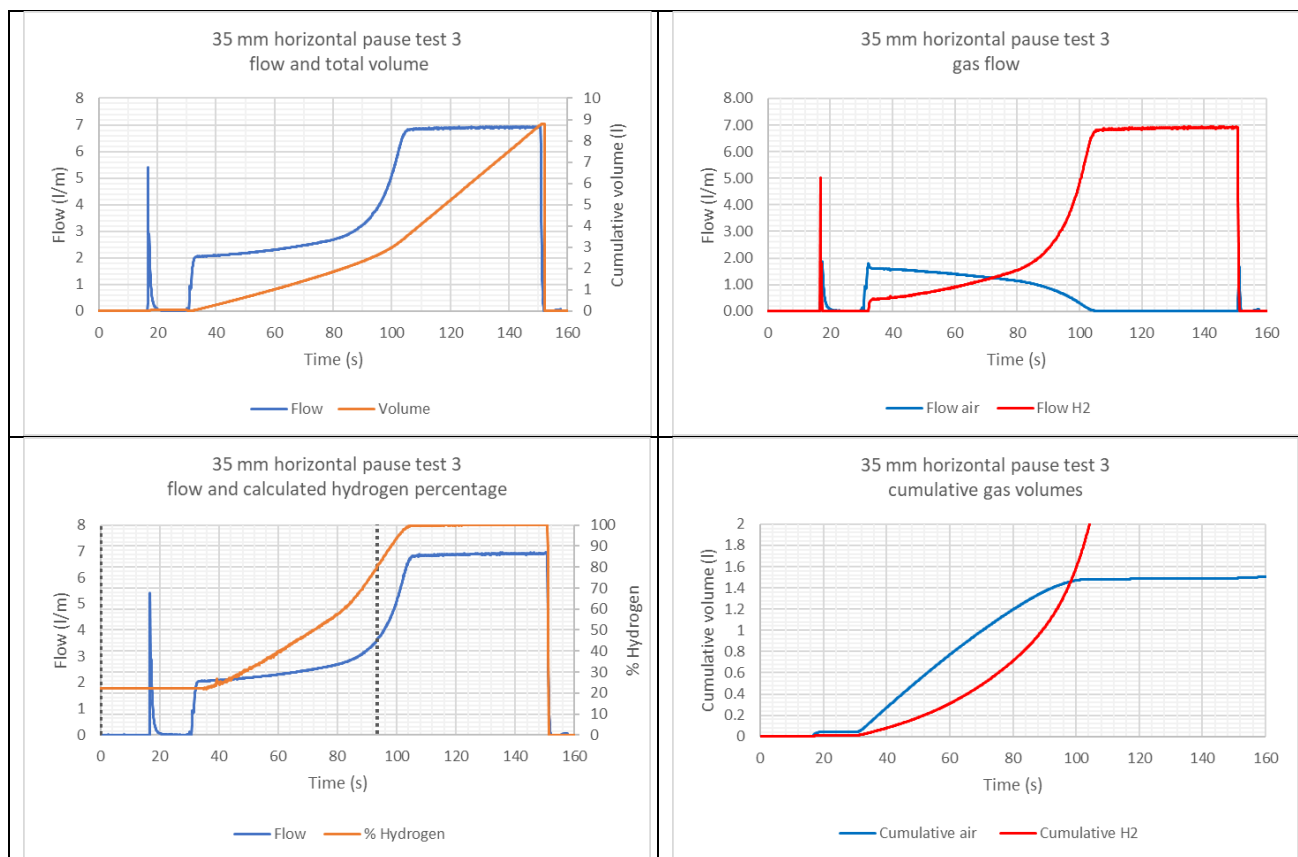 35 mm horizontal pause test 3
flow and total volume
8
7
6
5
4
3
2
1
0
Flow (l/m)
10
9
8
7
6
5
4
3
2
1
0
Cumulative volume (l)
0 20 40 60 80 100 120 140 160
Time (s)
Flow Volume
35 mm horizontal pause test 3
gas flow
8.00
7.00
6.00
5.00
4.00
3.00
2.00
1.00
0.00
Flow (l/m)
0 20 40 60 80 100 120 140 160
Time (s)
Flow air Flow H2
35 mm horizontal pause test 3
flow and calculated hydrogen percentage
8
7
6
5
4
3
2
1
0
Flow (l/m)
100
90
80
70
60
50
40
30
20
10
0
% Hydrogen
0 20 40 60 80 100 120 140 160
Time (s)
Flow % Hydrogen
35 mm horizontal pause test 3
cumulative gas volumes
2
1.8
1.6
1.4
1.2
1
0.8
0.6
0.4
0.2
0
Cumulative volume (l)
0 20 40 60 80 100 120 140 160
Time (s)
Cumulative air Cumulative H2